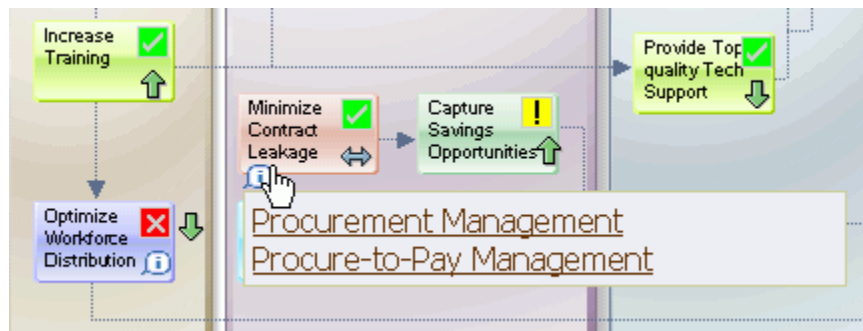 Increase
Training
Minimize
Contract
Leakage
Capture
Savings
Opportunities
Provide Top
quality Tech
Support
Optimize
Workforce
Distribution
Procurement Management
Procure-to-Pay Management